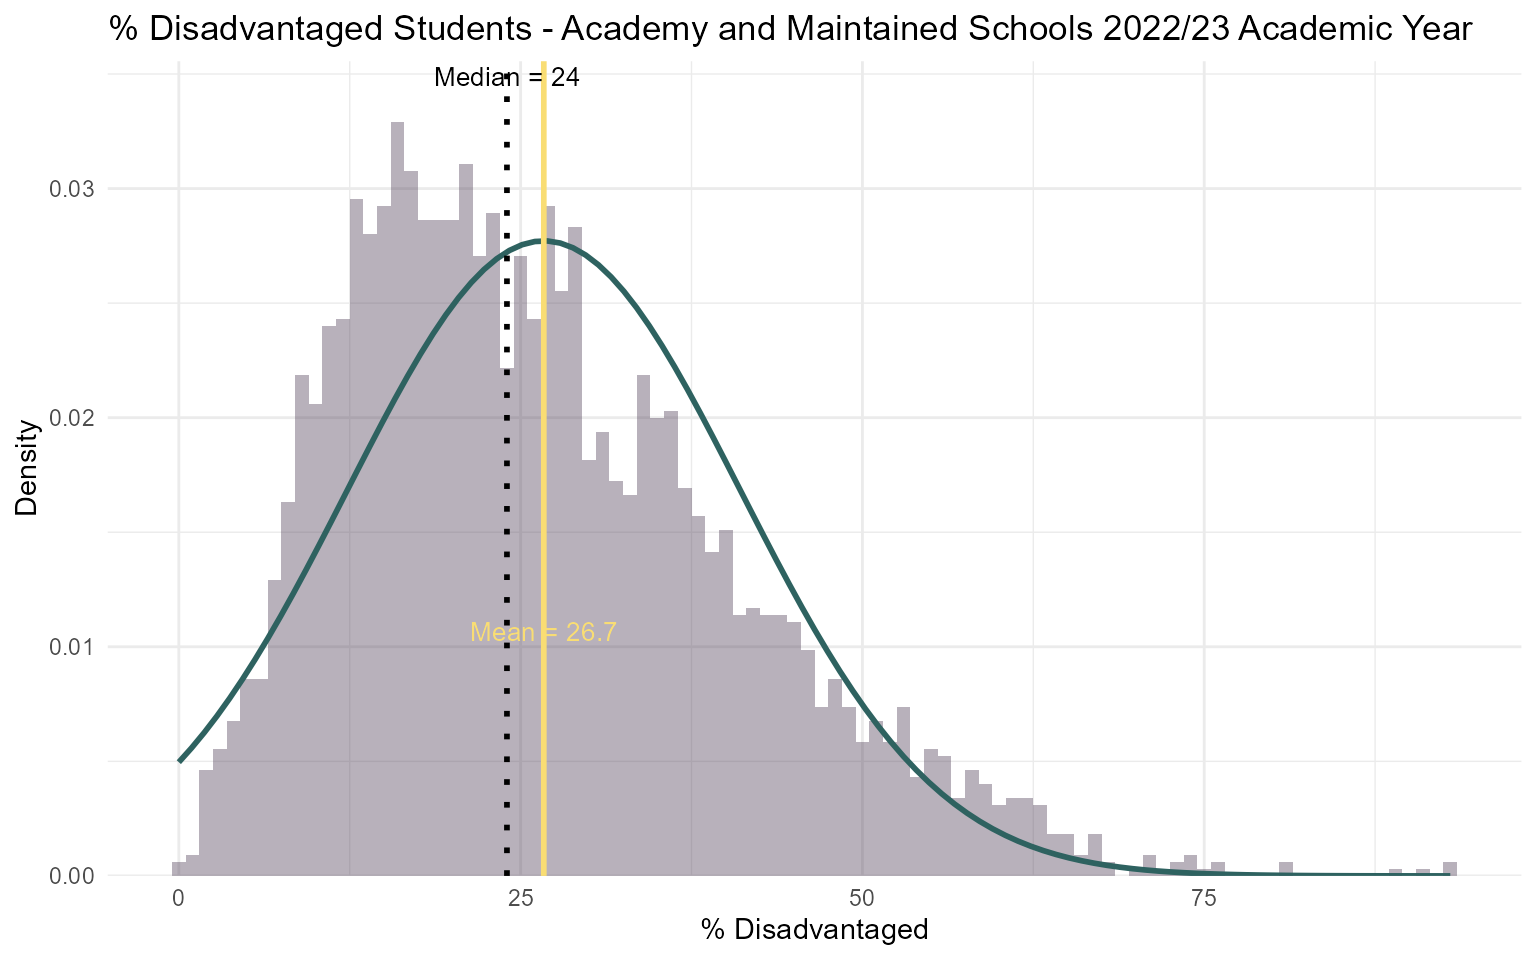 % Disadvantaged Students - Academy and Maintained Schools 2022/23 Academic Year
Median = 24
0.03
0.02
Density
Mean = 26.7
0.01
0.00
0
25
50
75
% Disadvantaged